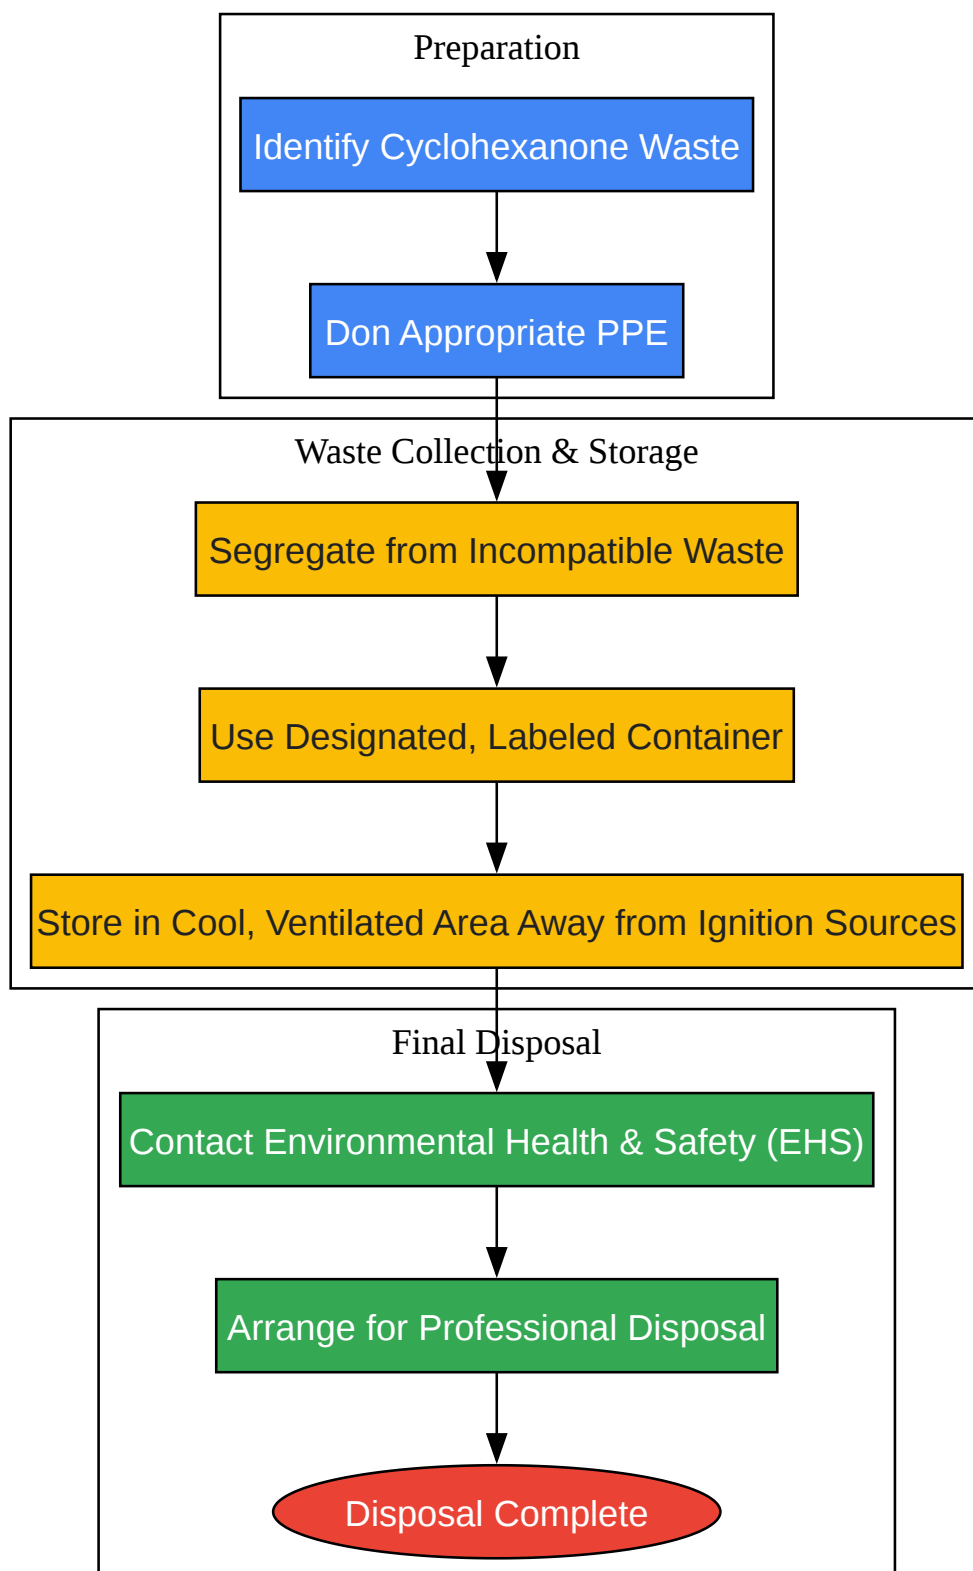 Preparation
Identify Cyclohexanone Waste
Don Appropriate PPE
Waste Collection & Storage
Segregate from Incompatible Waste
Use Designated, Labeled Container
Store in Cool, Ventilated Area Away from Ignition Sources
Final Disposal
Contact Environmental Health & Safety (EHS)
Arrange for Professional Disposal
Disposal Complete